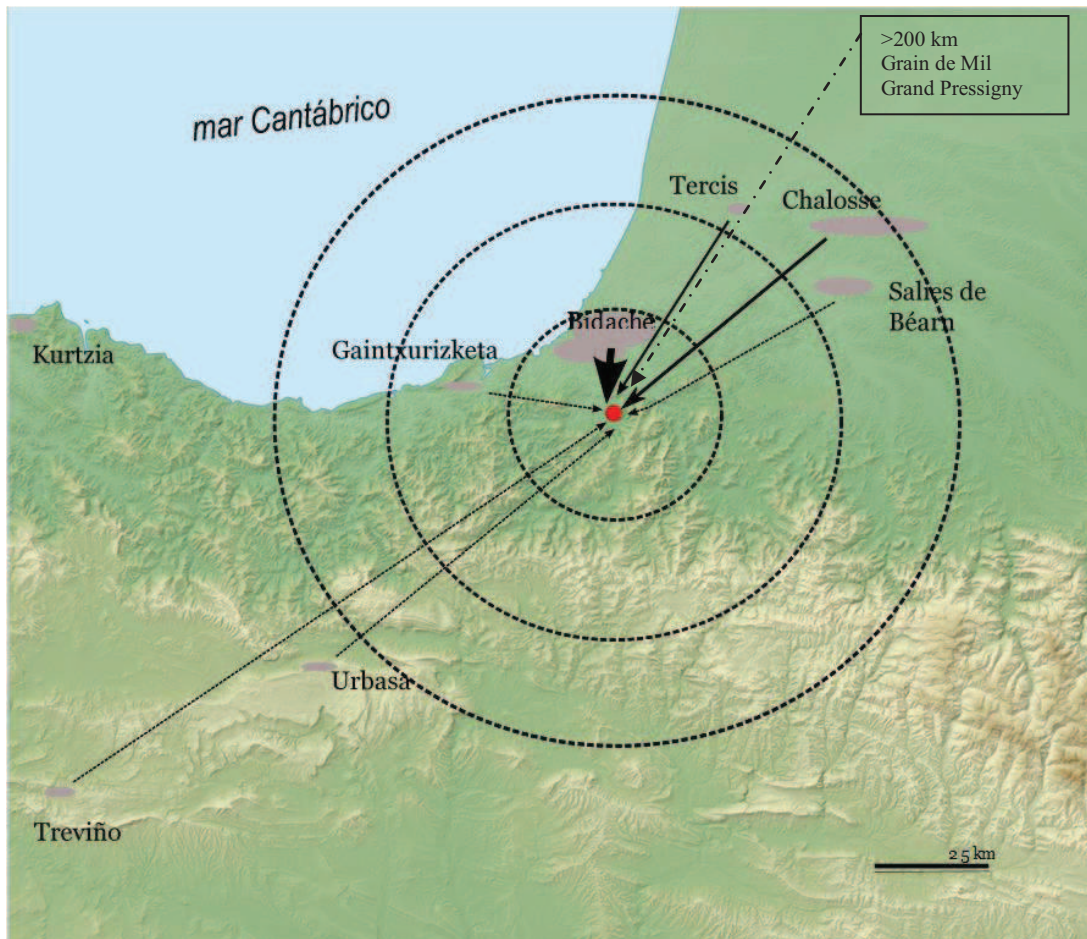 >200 km
Grain de Mil
Grand Pressigny
mar Cantábrico
Tercis
Chalosse
Salies de
Béarn
Bidache
Kurtzia
Gaintxurizketa
Urbasa
Treviño
25 km